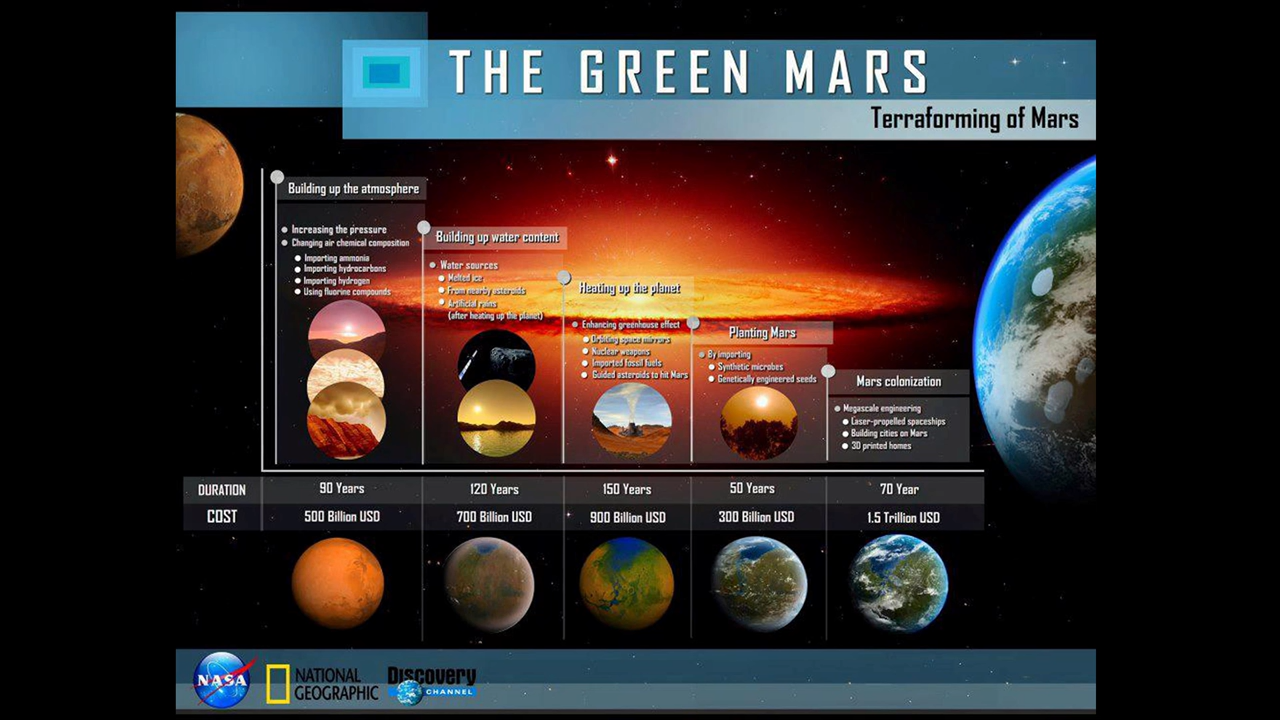 THE GREEN MARS
Terraforming of Mars
Building up the atmosphere
Increasing the pressure
Changing air chemical composition
Importing ammonia
Importing hydrocarbons
Importing hydrogen
Using fluorine compounds
Building up water content
Water sources
Melted ice
From nearby asteroids
Artificial rains
(after heating up the planet)
Heating up the planet
Enhancing greenhouse effect
Orbiting space mirrors
Nuclear weapons
Imported fossil fuels
Guided asteroids to hit Mars
Planting Mars
By importing
Synthetic microbes
Genetically engineered seeds
Mars colonization
Megascale engineering
Laser-propelled spaceships
Building cities on Mars
3D printed homes
DURATION 90 Years 120 Years 150 Years 50 Years 70 Year
COST 500 Billion USD 700 Billion USD 900 Billion USD 300 Billion USD 1.5 Trillion USD
NASA
NATIONAL
GEOGRAPHIC
Discovery
CHANNEL